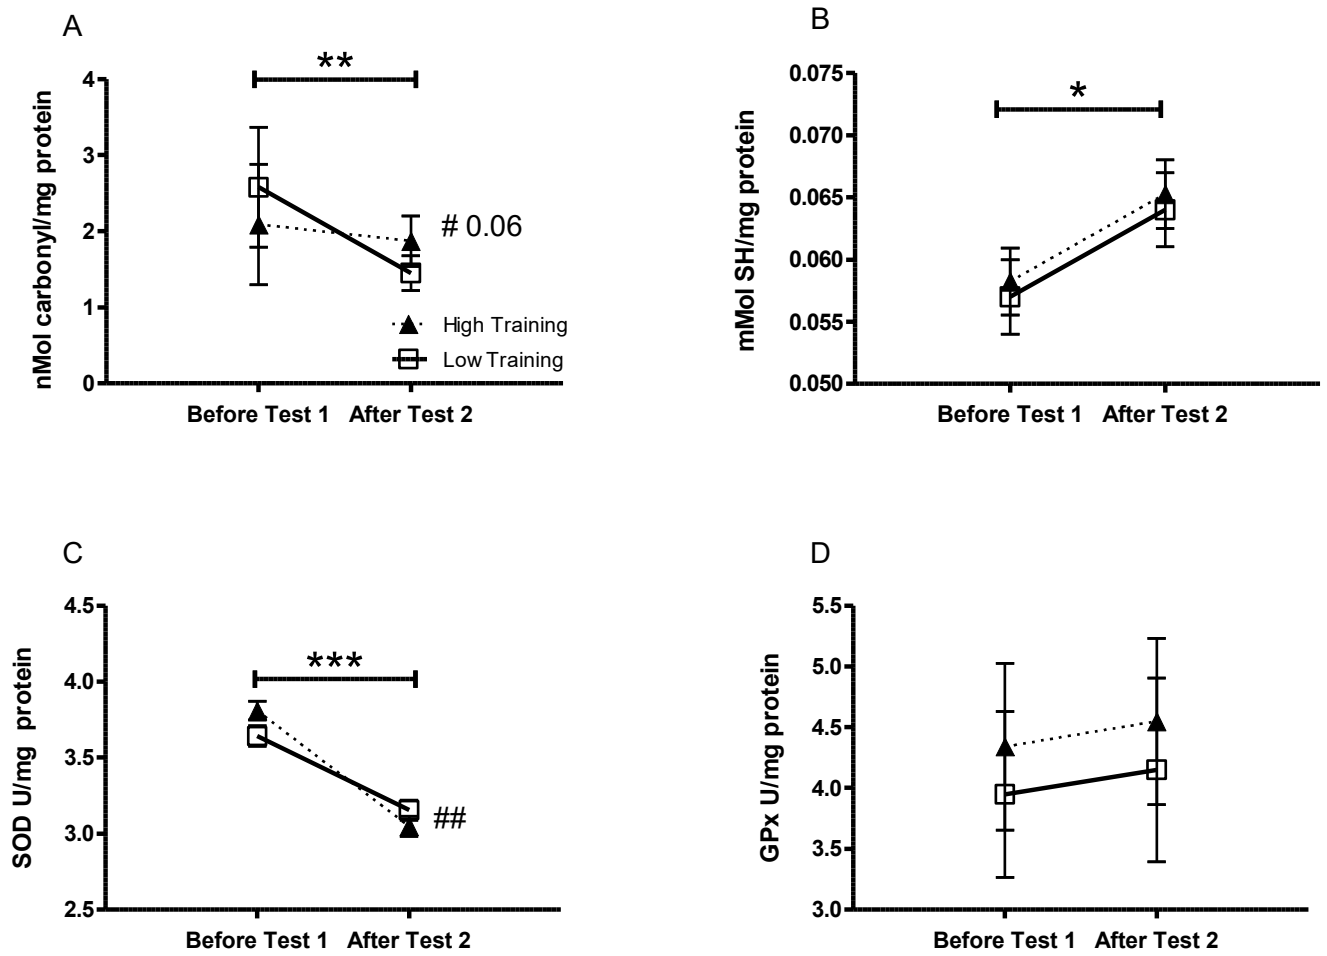 A
**
nMol carbonyl/mg protein
4
3
2
1
0
# 0.06
High Training
Low Training
Before Test 1 After Test 2
B
*
mMol SH/mg protein
0.075
0.070
0.065
0.060
0.055
0.050
Before Test 1 After Test 2
C
***
SOD U/mg protein
4.5
4.0
3.5
3.0
2.5
##
Before Test 1 After Test 2
D
GPx U/mg protein
5.5
5.0
4.5
4.0
3.5
3.0
Before Test 1 After Test 2